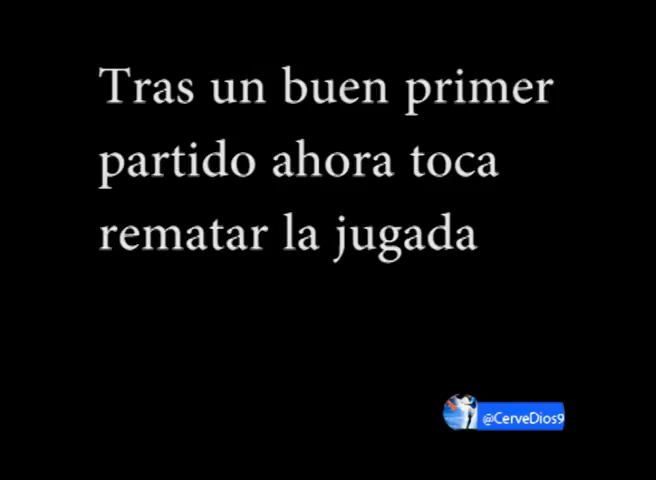 Tras un buen primer
partido ahora toca
rematar la jugada
@CerveDios9